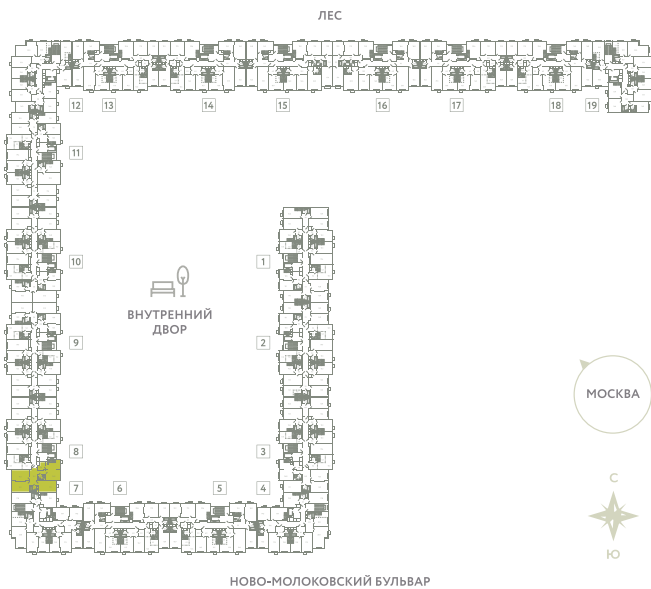 ЛЕС
12 13 14 15 16 17 18 19
11
10 1
ВНУТРЕННИЙ
ДВОР
9 2
МОСКВА
8 3
С
7 6 5 4
Ю
НОВО-МОЛОКОВСКИЙ БУЛЬВАР